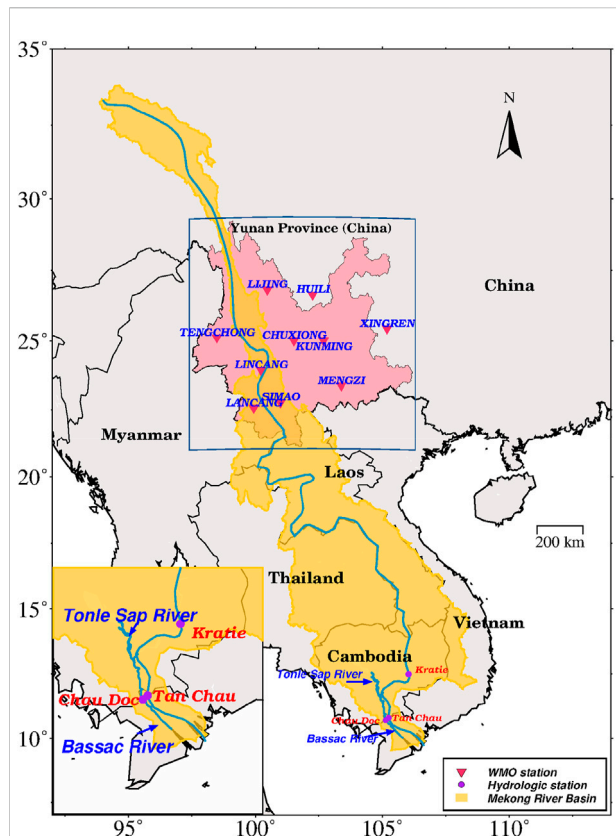 35°
N
30°
Yunan Province (China)
LIJING
HUILI
China
XINGREN
TENGCHONG
CHUXIONG
25°
KUNMING
LINCANG
MENGZI
SIMAO
LANCANG
Myanmar
20°
Laos
200 km
Thailand
15°
Tonle Sap River
Vietnam
Kratie
Cambodia
Kratie
Tonle Sap River
Chau Doc
Tan Chau
Chau Doc
Tan Chau
Bassac River
Bassac River
10°
WMO station
Hydrologic station
Mekong River Basin
95°
100°
105°
110°